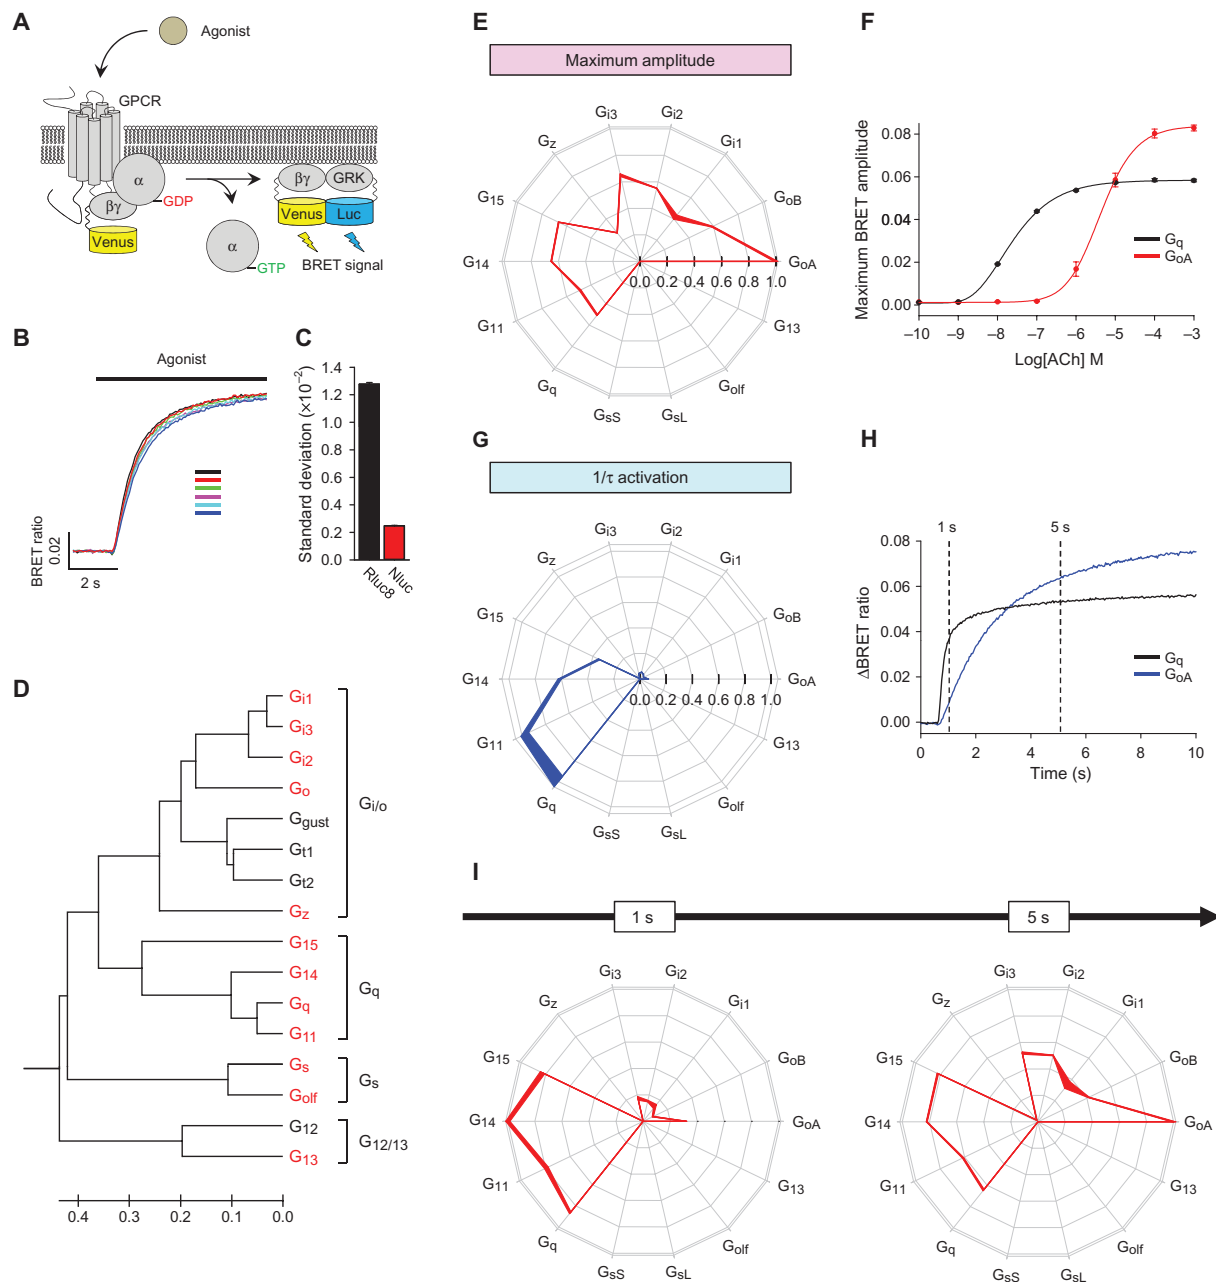 A
Agonist
GPCR
α
βγ
GDP
Venus
α
GTP
βγ
GRK
Venus
Luc
BRET signal
B
Agonist
BRET ratio
0.02
2 s
C
Standard deviation (×10⁻²)
1.4
1.2
1.0
0.8
0.6
0.4
0.2
0.0
Rluc8
Nluc
D
Gi1
Gi3
Gi2
Go
Ggust
Gt1
Gt2
Gz
G15
G14
Gq
G11
Gs
Golf
G12
G13
Gi/o
Gq
Gs
G12/13
0.4 0.3 0.2 0.1 0.0
E
Maximum amplitude
Gi3
Gi2
Gz
Gi1
G15
GoB
G14
GoA
0.0 0.2 0.4 0.6 0.8 1.0
G11
G13
Gq
Golf
GsS
GsL
F
Maximum BRET amplitude
0.08
0.06
0.04
0.02
0.00
Gq
GoA
–10 –9 –8 –7 –6 –5 –4 –3
Log[ACh] M
G
1/τ activation
Gi3
Gi2
Gz
Gi1
G15
GoB
G14
GoA
0.0 0.2 0.4 0.6 0.8 1.0
G11
G13
Gq
Golf
GsS
GsL
H
1 s
5 s
ΔBRET ratio
0.08
0.06
0.04
0.02
0.00
Gq
GoA
0 2 4 6 8 10
Time (s)
I
1 s
5 s
Gi3
Gi2
Gz
Gi1
G15
GoB
G14
GoA
G11
G13
Gq
Golf
GsS
GsL
Gi3
Gi2
Gz
Gi1
G15
GoB
G14
GoA
G11
G13
Gq
Golf
GsS
GsL